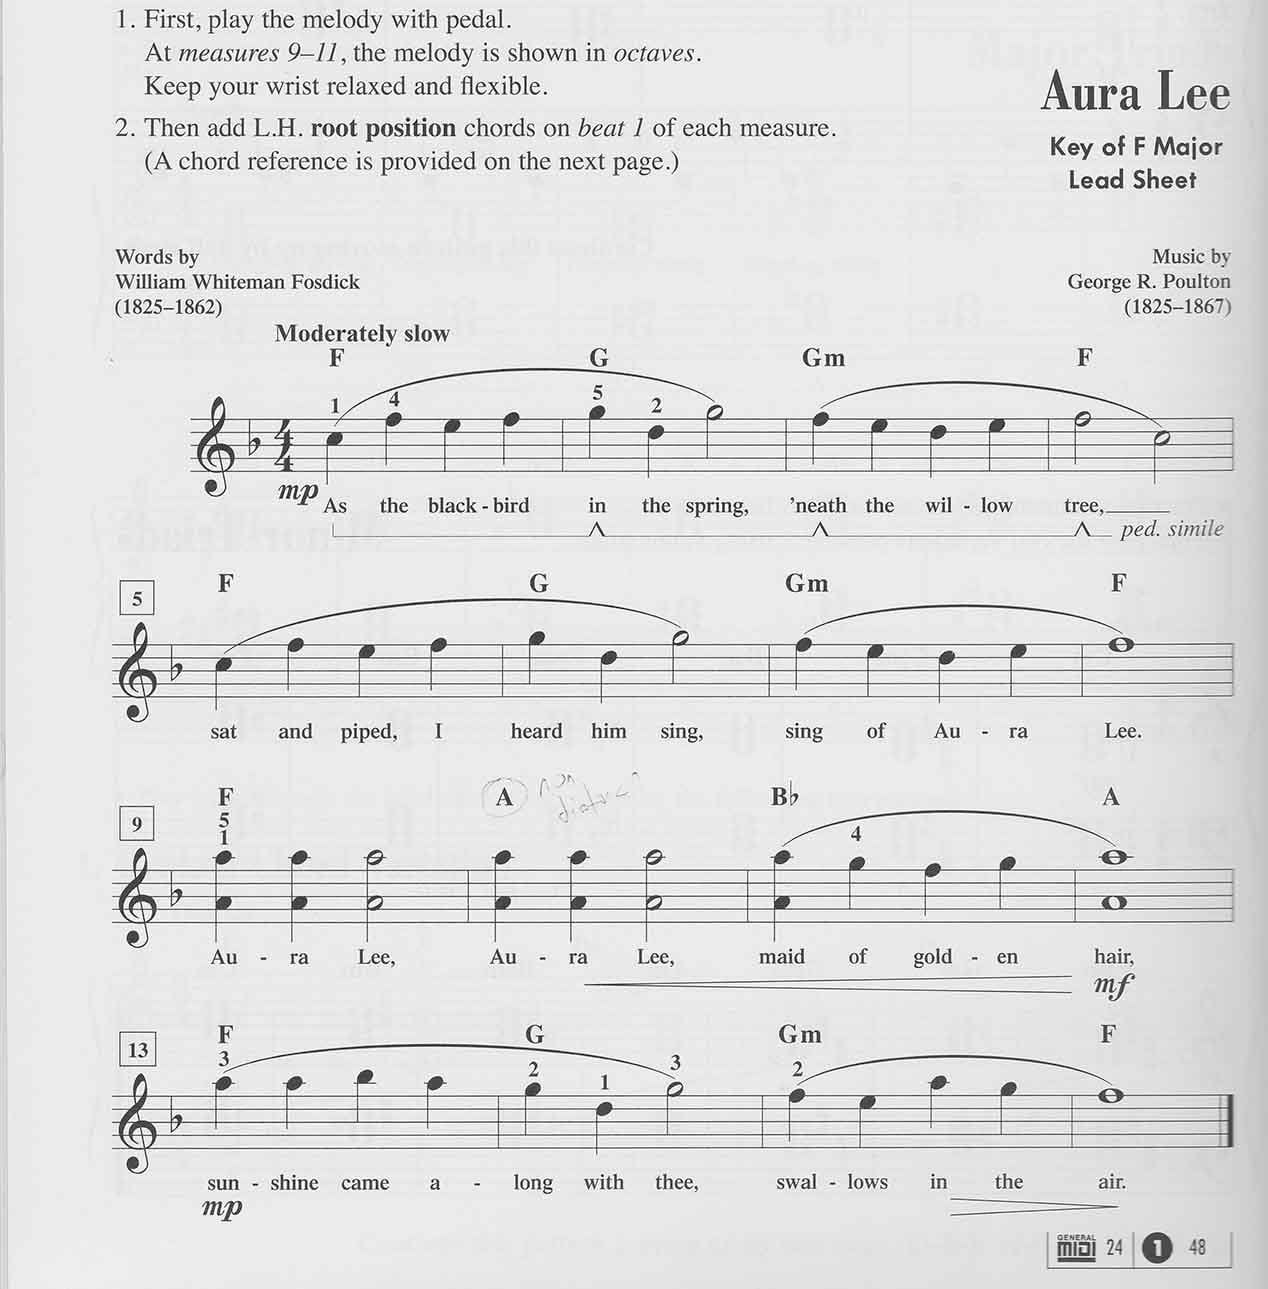 1. First, play the melody with pedal.
At measures 9–11, the melody is shown in octaves.
Keep your wrist relaxed and flexible.
2. Then add L.H. root position chords on beat 1 of each measure.
(A chord reference is provided on the next page.)
Aura Lee
Key of F Major
Lead Sheet
Words by
William Whiteman Fosdick
(1825–1862)
Music by
George R. Poulton
(1825–1867)
Moderately slow
F G Gm F
1 4 5 2
4
4
mp As the black - bird in the spring, ’neath the wil - low tree,
ped. simile
5
F G Gm F
sat and piped, I heard him sing, sing of Au - ra Lee.
9
F A non B♭ A
5
1 4
Au - ra Lee, Au - ra Lee, maid of gold - en hair,
mf
13
F G Gm F
3 2 1 3 2
sun - shine came a - long with thee, swal - lows in the air.
mp
GENERAL MIDI 24 1 48